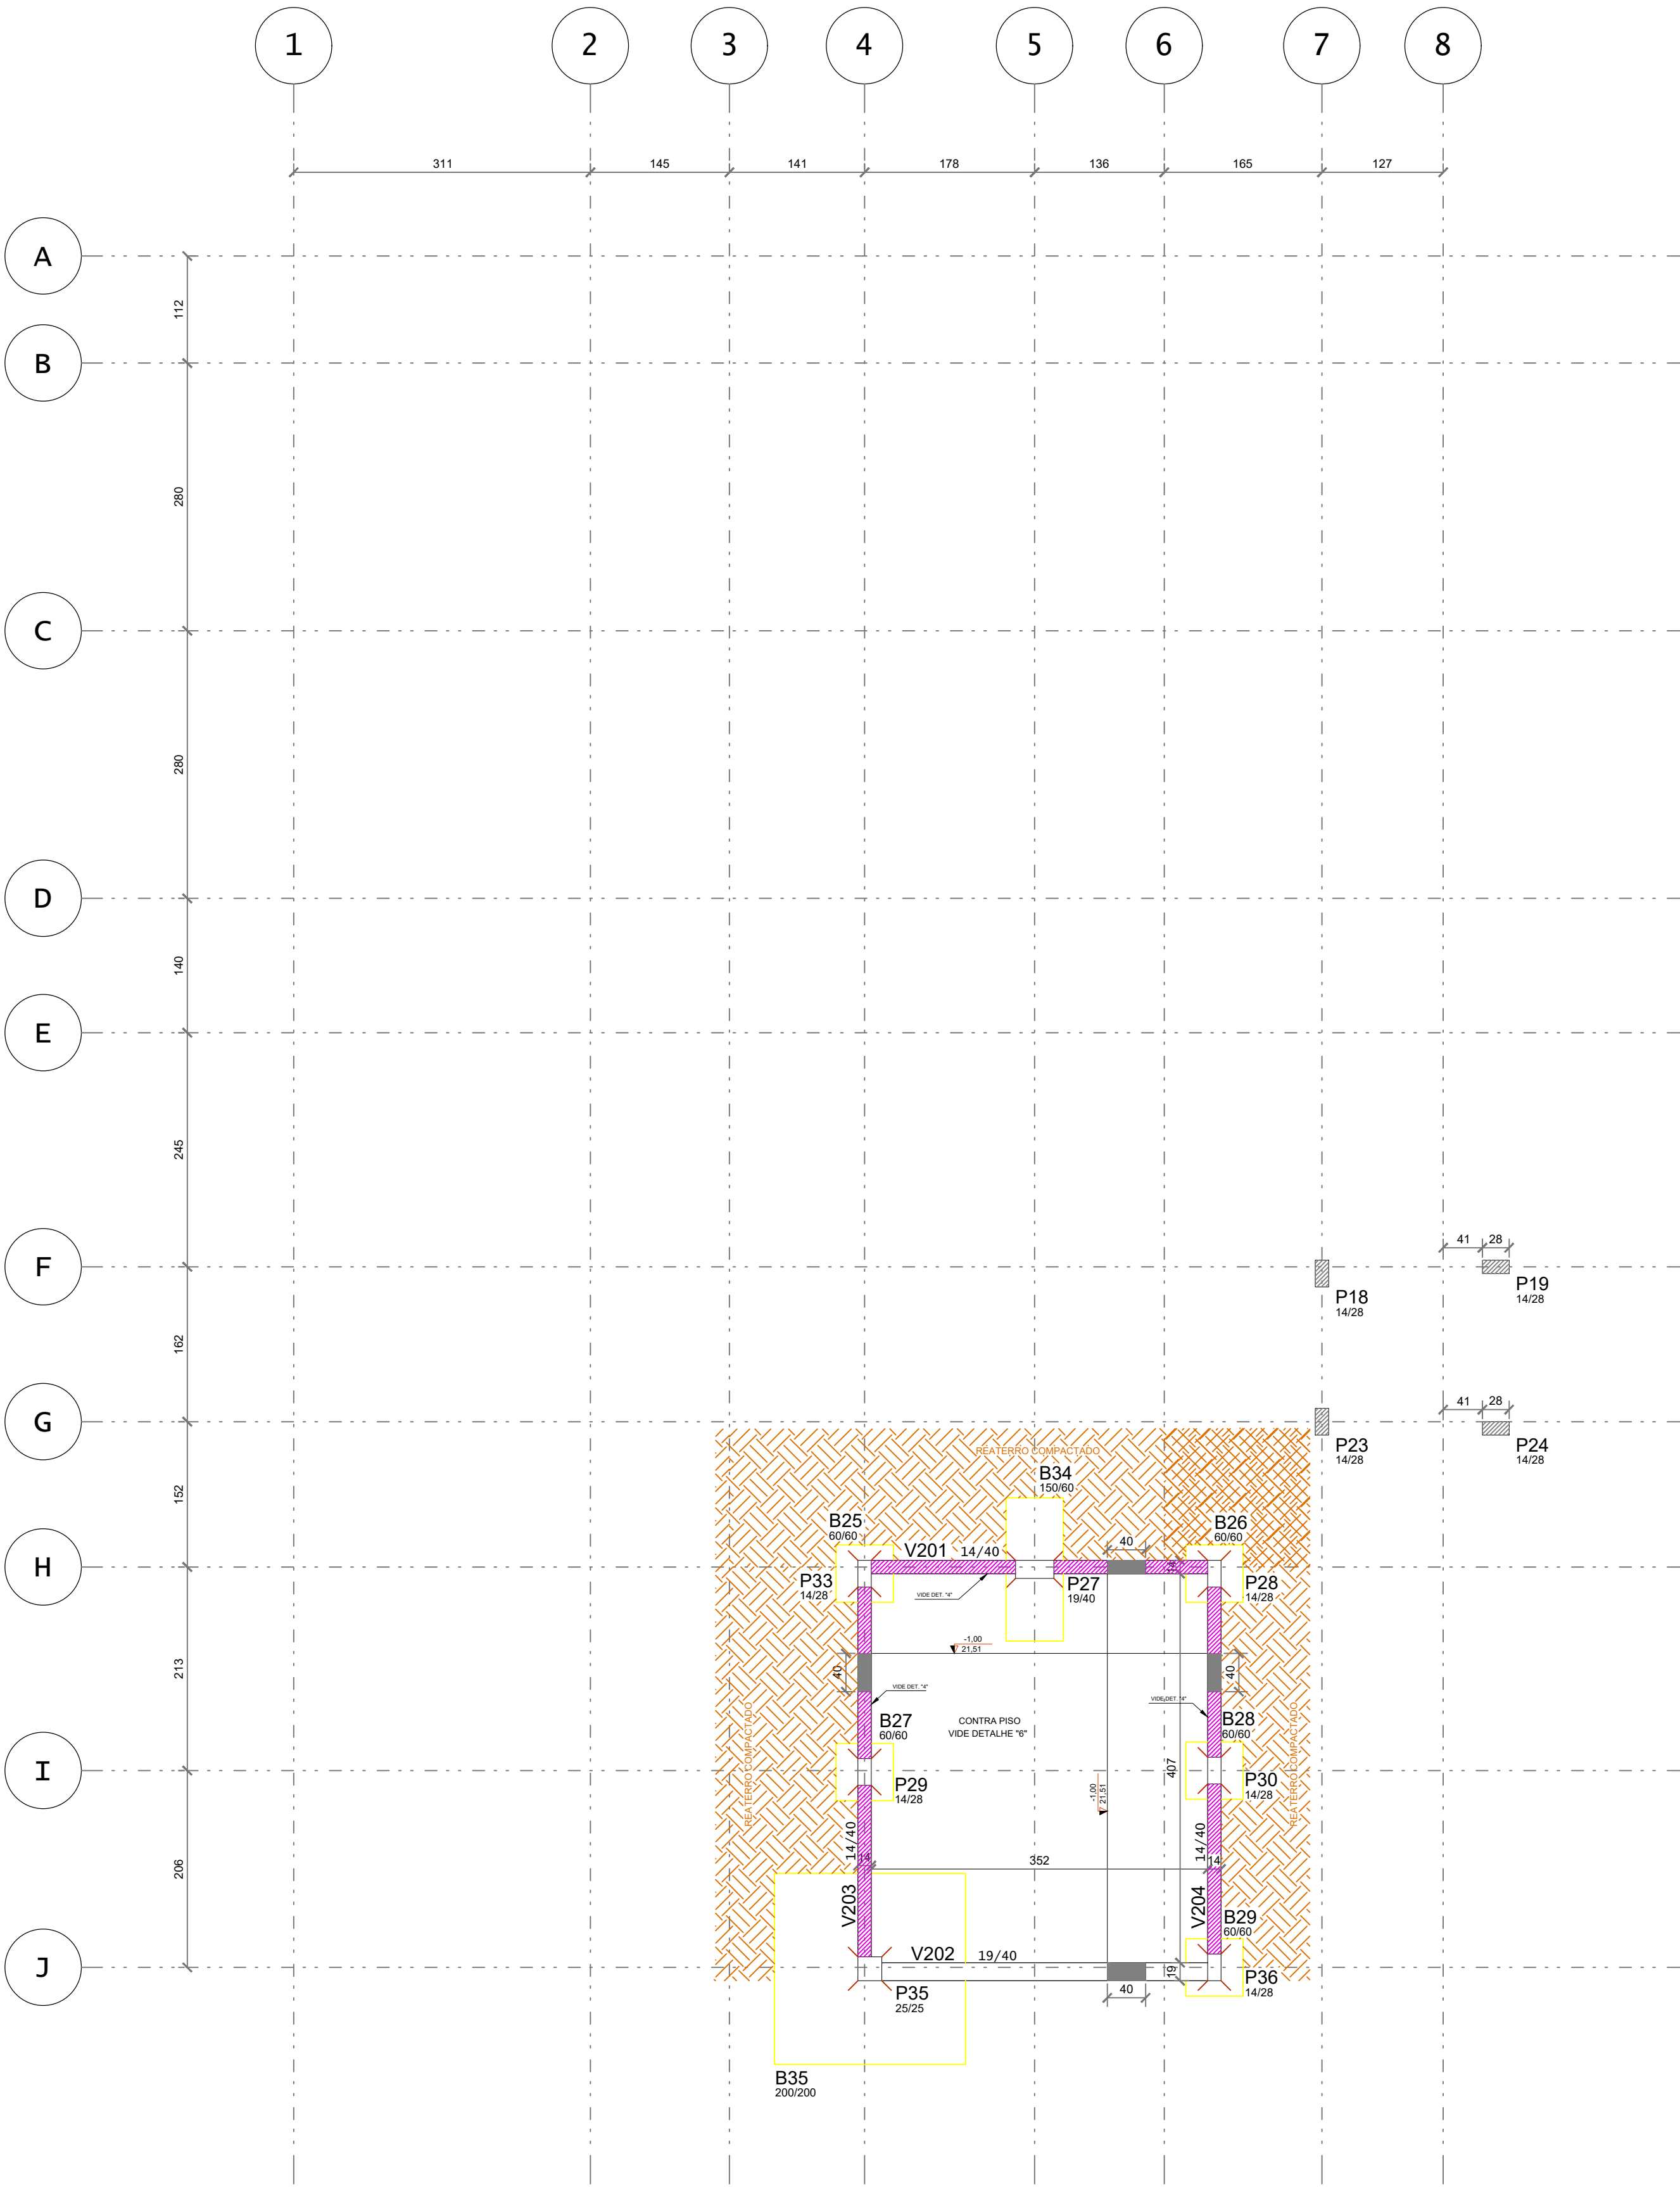 1 2 3 4 5 6 7 8
311 145 141 178 136 165 127
A
112
B
280
C
280
D
140
E
245
F
41 28
P18
14/28
P19
14/28
162
G
41 28
P23
14/28
P24
14/28
REATERRO COMPACTADO
152
B34
150/60
B25
60/60
B26
60/60
H
V201 14/40
40
14
P33
14/28
P27
19/40
P28
14/28
VIDE DET. "4"
-1,00
21,51
213
40
40
VIDE DET. "4"
VIDE DET. "4"
REATERRO COMPACTADO
REATERRO COMPACTADO
B27
60/60
CONTRA PISO
VIDE DETALHE "6"
B28
60/60
I
407
P29
14/28
-1,00
21,51
P30
14/28
14/40
14/40
206
14
352
14
V203
V204
B29
60/60
J
V202 19/40
19
P35
25/25
40
P36
14/28
B35
200/200